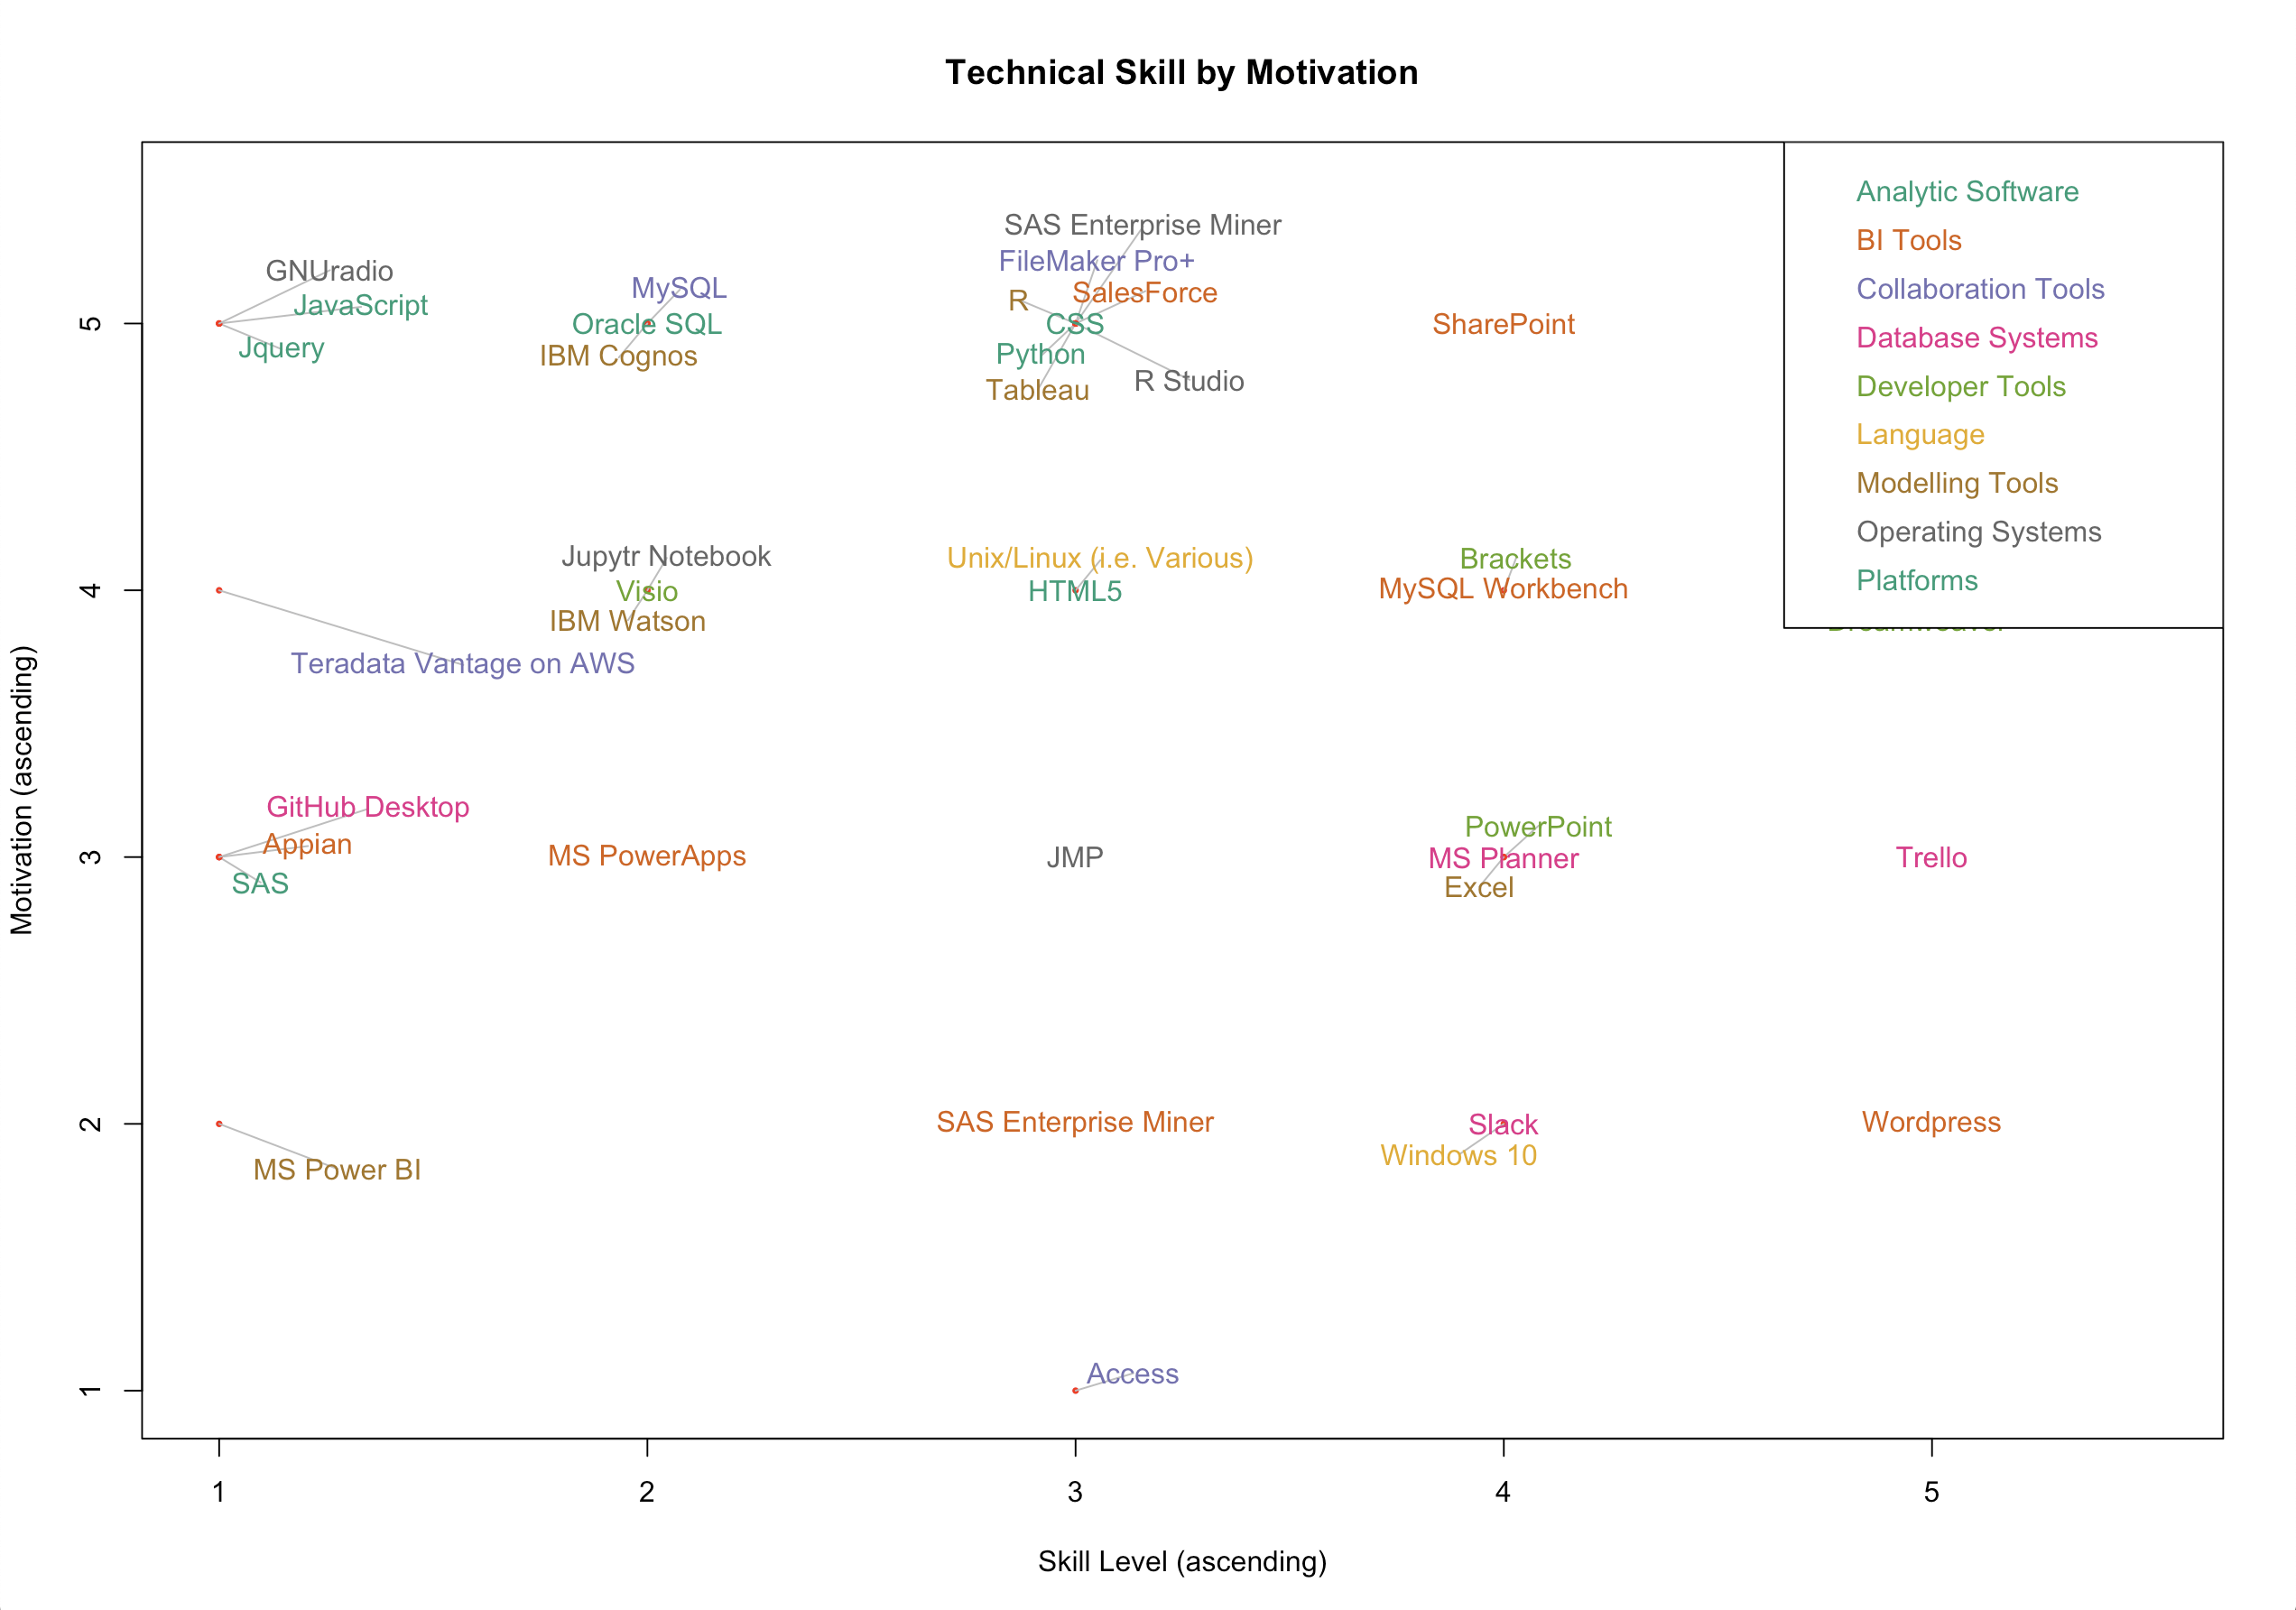 Technical Skill by Motivation
Analytic Software
BI Tools
Collaboration Tools
Database Systems
Developer Tools
Language
Modelling Tools
Operating Systems
Platforms
SAS Enterprise Miner
FileMaker Pro+
GNUradio
MySQL
SalesForce
R
JavaScript
Oracle SQL
CSS
SharePoint
Jquery
IBM Cognos
Python
R Studio
Tableau
Jupytr Notebook
Unix/Linux (i.e. Various)
Brackets
Visio
HTML5
MySQL Workbench
IBM Watson
Teradata Vantage on AWS
GitHub Desktop
PowerPoint
Appian
MS PowerApps
JMP
MS Planner
Trello
SAS
Excel
SAS Enterprise Miner
Slack
Wordpress
Windows 10
MS Power BI
Access
5
4
3
2
1
Motivation (ascending)
1 2 3 4 5
Skill Level (ascending)